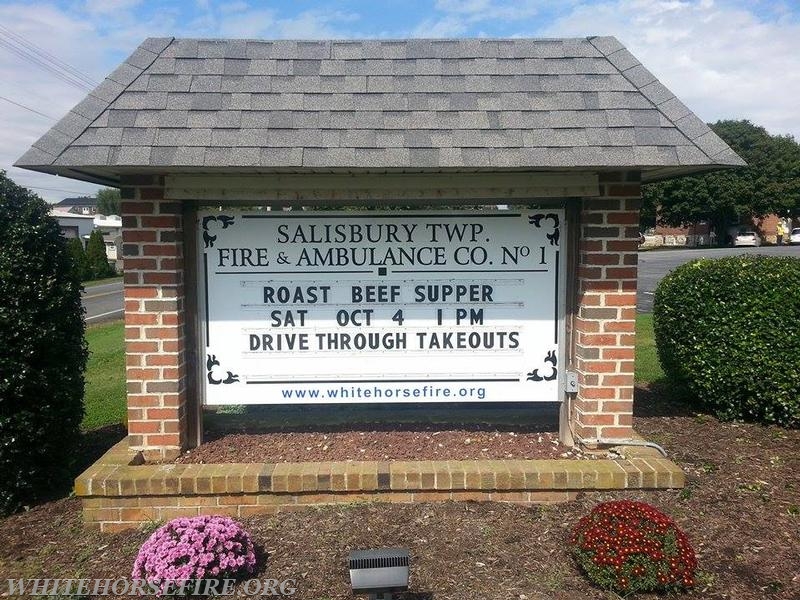 SALISBURY TWP.
FIRE & AMBULANCE CO. Nº 1
ROAST BEEF SUPPER
SAT OCT 4 1 PM
DRIVE THROUGH TAKEOUTS
www.whitehorsefire.org
WHITEHORSEFIRE.ORG